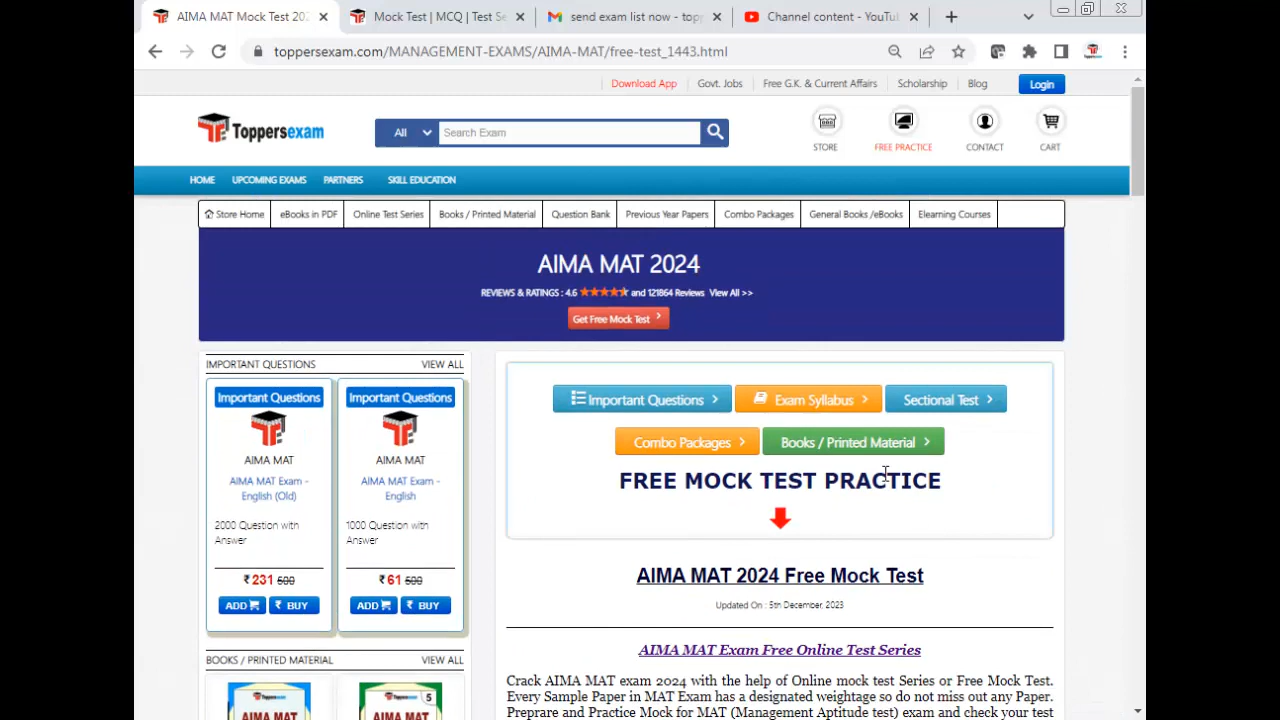 AIMA MAT Mock Test 202
Mock Test | MCQ | Test Se
send exam list now - topp
Channel content - YouTu
toppersexam.com/MANAGEMENT-EXAMS/AIMA-MAT/free-test_1443.html
Download App
Govt. Jobs
Free G.K. & Current Affairs
Scholarship
Blog
Login
Toppersexam
All
Search Exam
STORE
FREE PRACTICE
CONTACT
CART
HOME
UPCOMING EXAMS
PARTNERS
SKILL EDUCATION
Store Home
eBooks in PDF
Online Test Series
Books / Printed Material
Question Bank
Previous Year Papers
Combo Packages
General Books /eBooks
Elearning Courses
AIMA MAT 2024
REVIEWS & RATINGS : 4.6 ★★★★★ and 121864 Reviews View All >>
Get Free Mock Test >
IMPORTANT QUESTIONS
VIEW ALL
Important Questions
AIMA MAT
AIMA MAT Exam -
English (Old)
2000 Question with
Answer
₹ 231 500
ADD
₹ BUY
Important Questions
AIMA MAT
AIMA MAT Exam -
English
1000 Question with
Answer
₹ 61 500
ADD
₹ BUY
BOOKS / PRINTED MATERIAL
VIEW ALL
Toppersexam
AIMA MAT
Toppersexam
5
AIMA MAT
Important Questions >
Exam Syllabus >
Sectional Test >
Combo Packages >
Books / Printed Material >
FREE MOCK TEST PRACTICE
AIMA MAT 2024 Free Mock Test
Updated On : 5th December, 2023
AIMA MAT Exam Free Online Test Series
Crack AIMA MAT exam 2024 with the help of Online mock test Series or Free Mock Test.
Every Sample Paper in MAT Exam has a designated weightage so do not miss out any Paper.
Preprare and Practice Mock for MAT (Management Aptitude test) exam and check your test